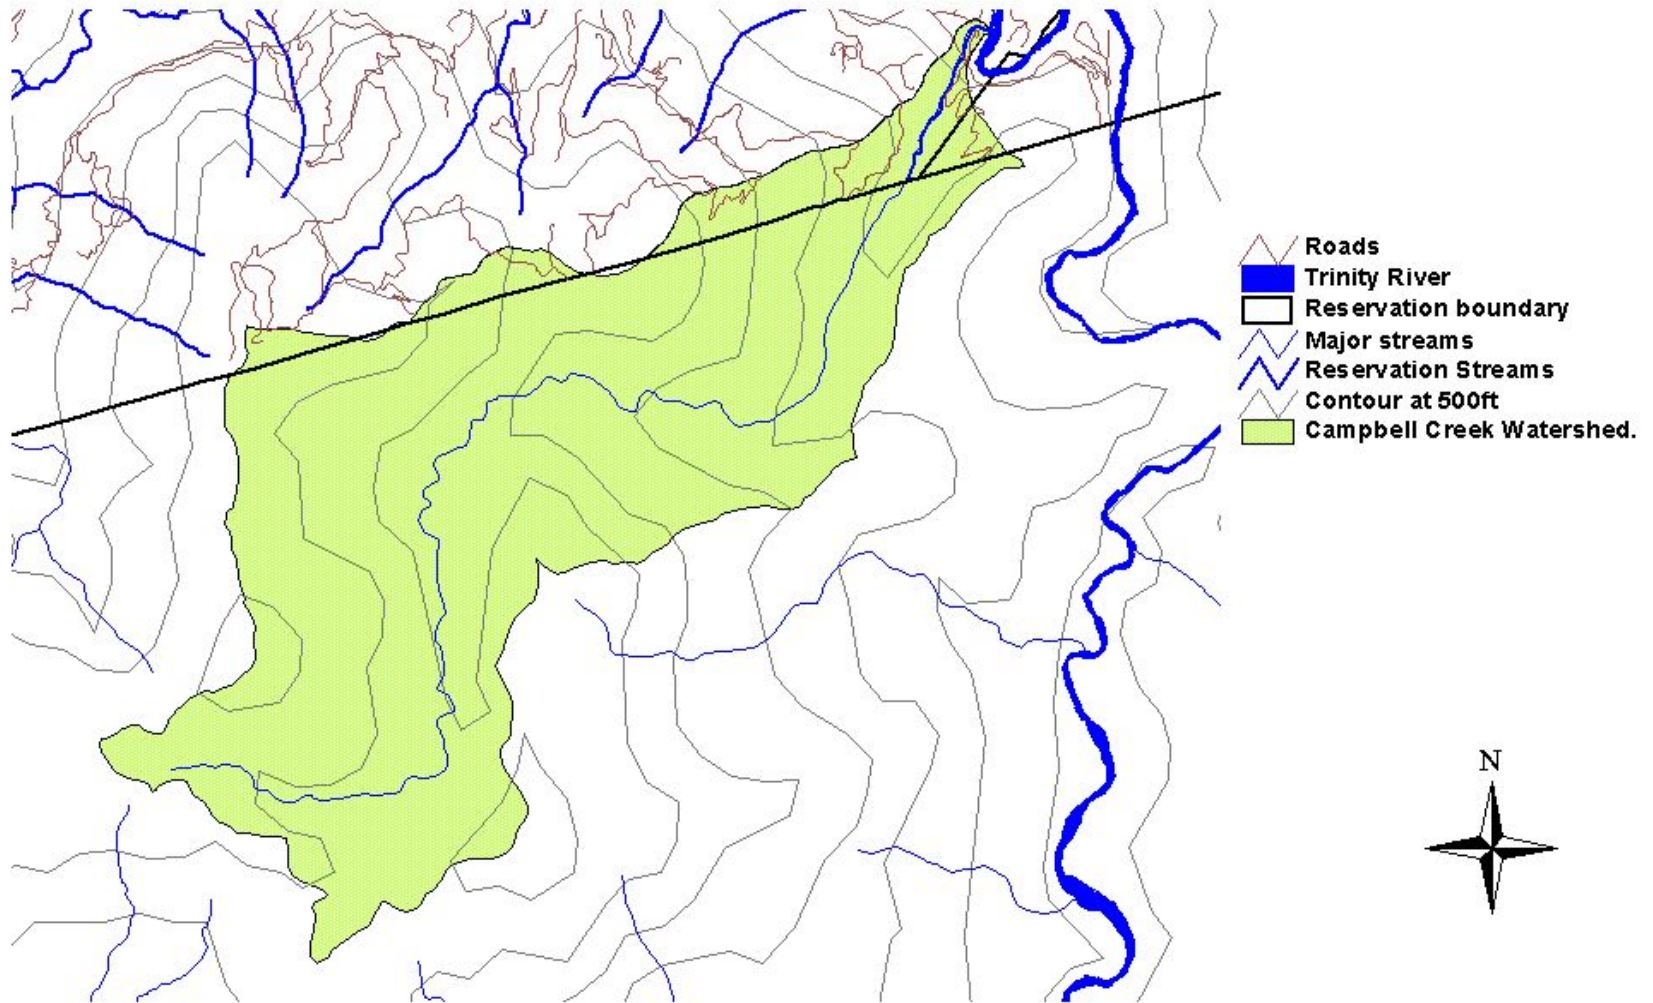 Roads
Trinity River
Reservation boundary
Major streams
Reservation Streams
Contour at 500ft
Campbell Creek Watershed.
N